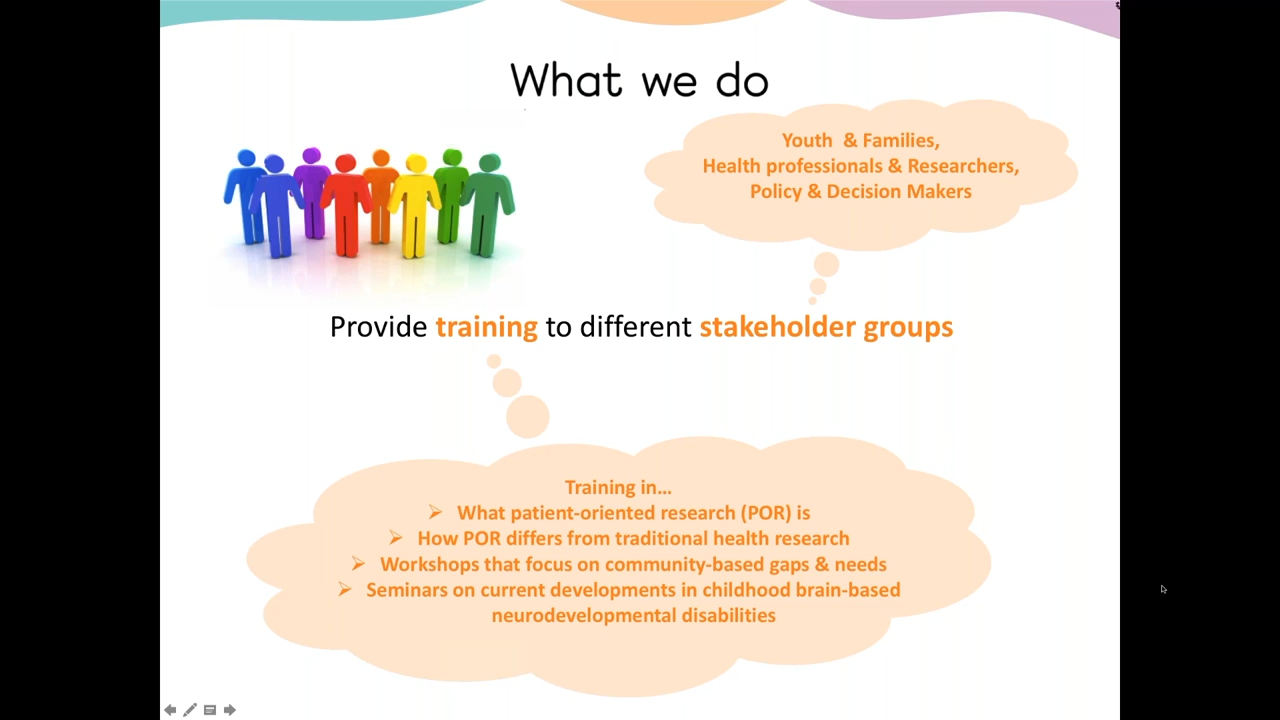 What we do
Youth & Families,
Health professionals & Researchers,
Policy & Decision Makers
Provide training to different stakeholder groups
Training in…
➢ What patient-oriented research (POR) is
➢ How POR differs from traditional health research
➢ Workshops that focus on community-based gaps & needs
➢ Seminars on current developments in childhood brain-based
neurodevelopmental disabilities